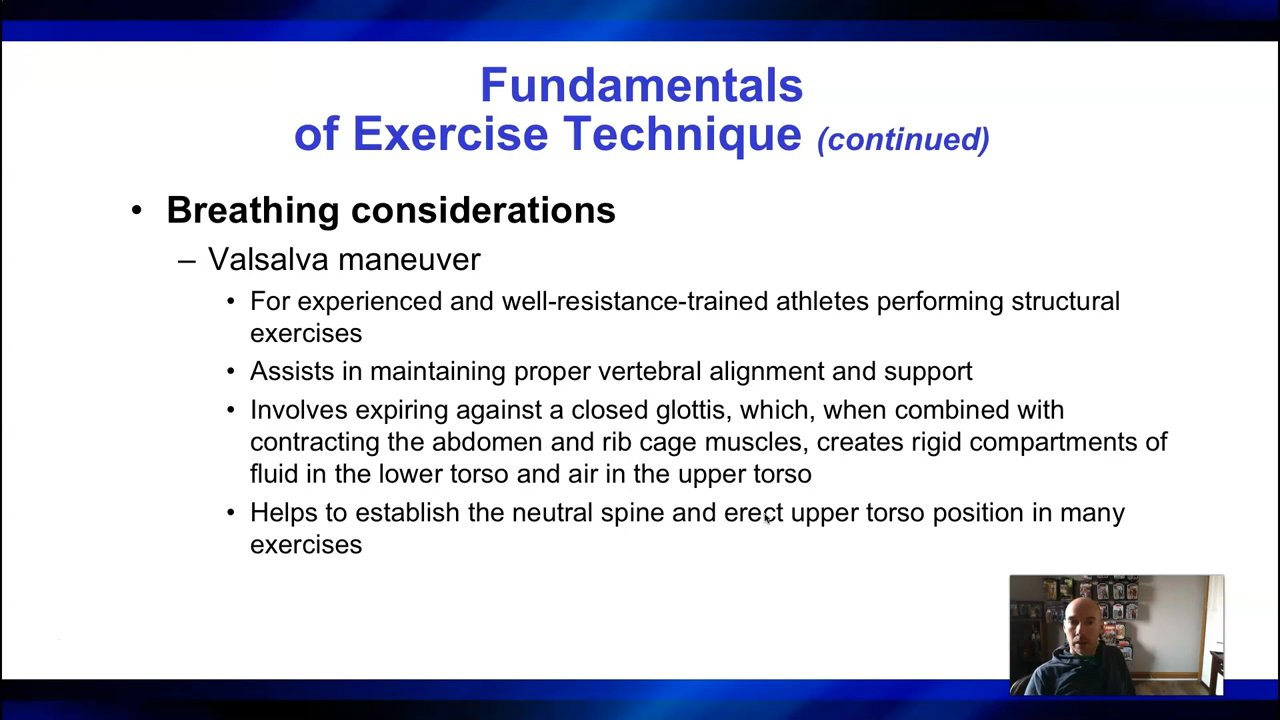 Fundamentals
of Exercise Technique (continued)
• Breathing considerations
– Valsalva maneuver
• For experienced and well-resistance-trained athletes performing structural
exercises
• Assists in maintaining proper vertebral alignment and support
• Involves expiring against a closed glottis, which, when combined with
contracting the abdomen and rib cage muscles, creates rigid compartments of
fluid in the lower torso and air in the upper torso
• Helps to establish the neutral spine and erect upper torso position in many
exercises